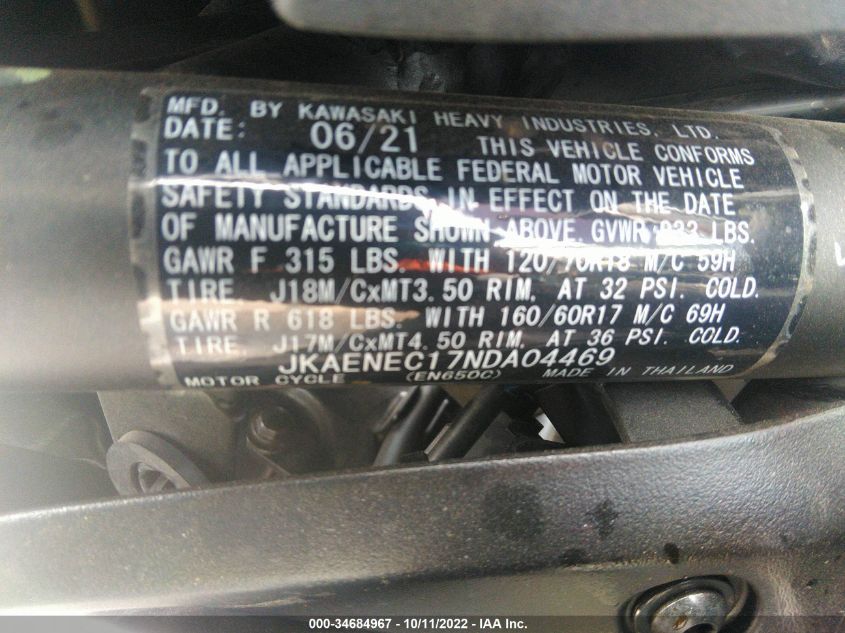 MFD. BY KAWASAKI HEAVY INDUSTRIES, LTD.
DATE: 06/21 THIS VEHICLE CONFORMS
TO ALL APPLICABLE FEDERAL MOTOR VEHICLE
SAFETY STANDARDS IN EFFECT ON THE DATE
OF MANUFACTURE SHOWN ABOVE GVWR 933 LBS.
GAWR F 315 LBS. WITH 120/70R18 M/C 59H
TIRE, J18M/CxMT3.50 RIM, AT 32 PSI. COLD.
GAWR R 618 LBS. WITH 160/60R17 M/C 69H
TIRE J17M/CxMT4.50 RIM, AT 36 PSI. COLD.
JKAENEC17NDA04469
MOTOR CYCLE (EN650C) MADE IN THAILAND
000-34684967 - 10/11/2022 - IAA Inc.